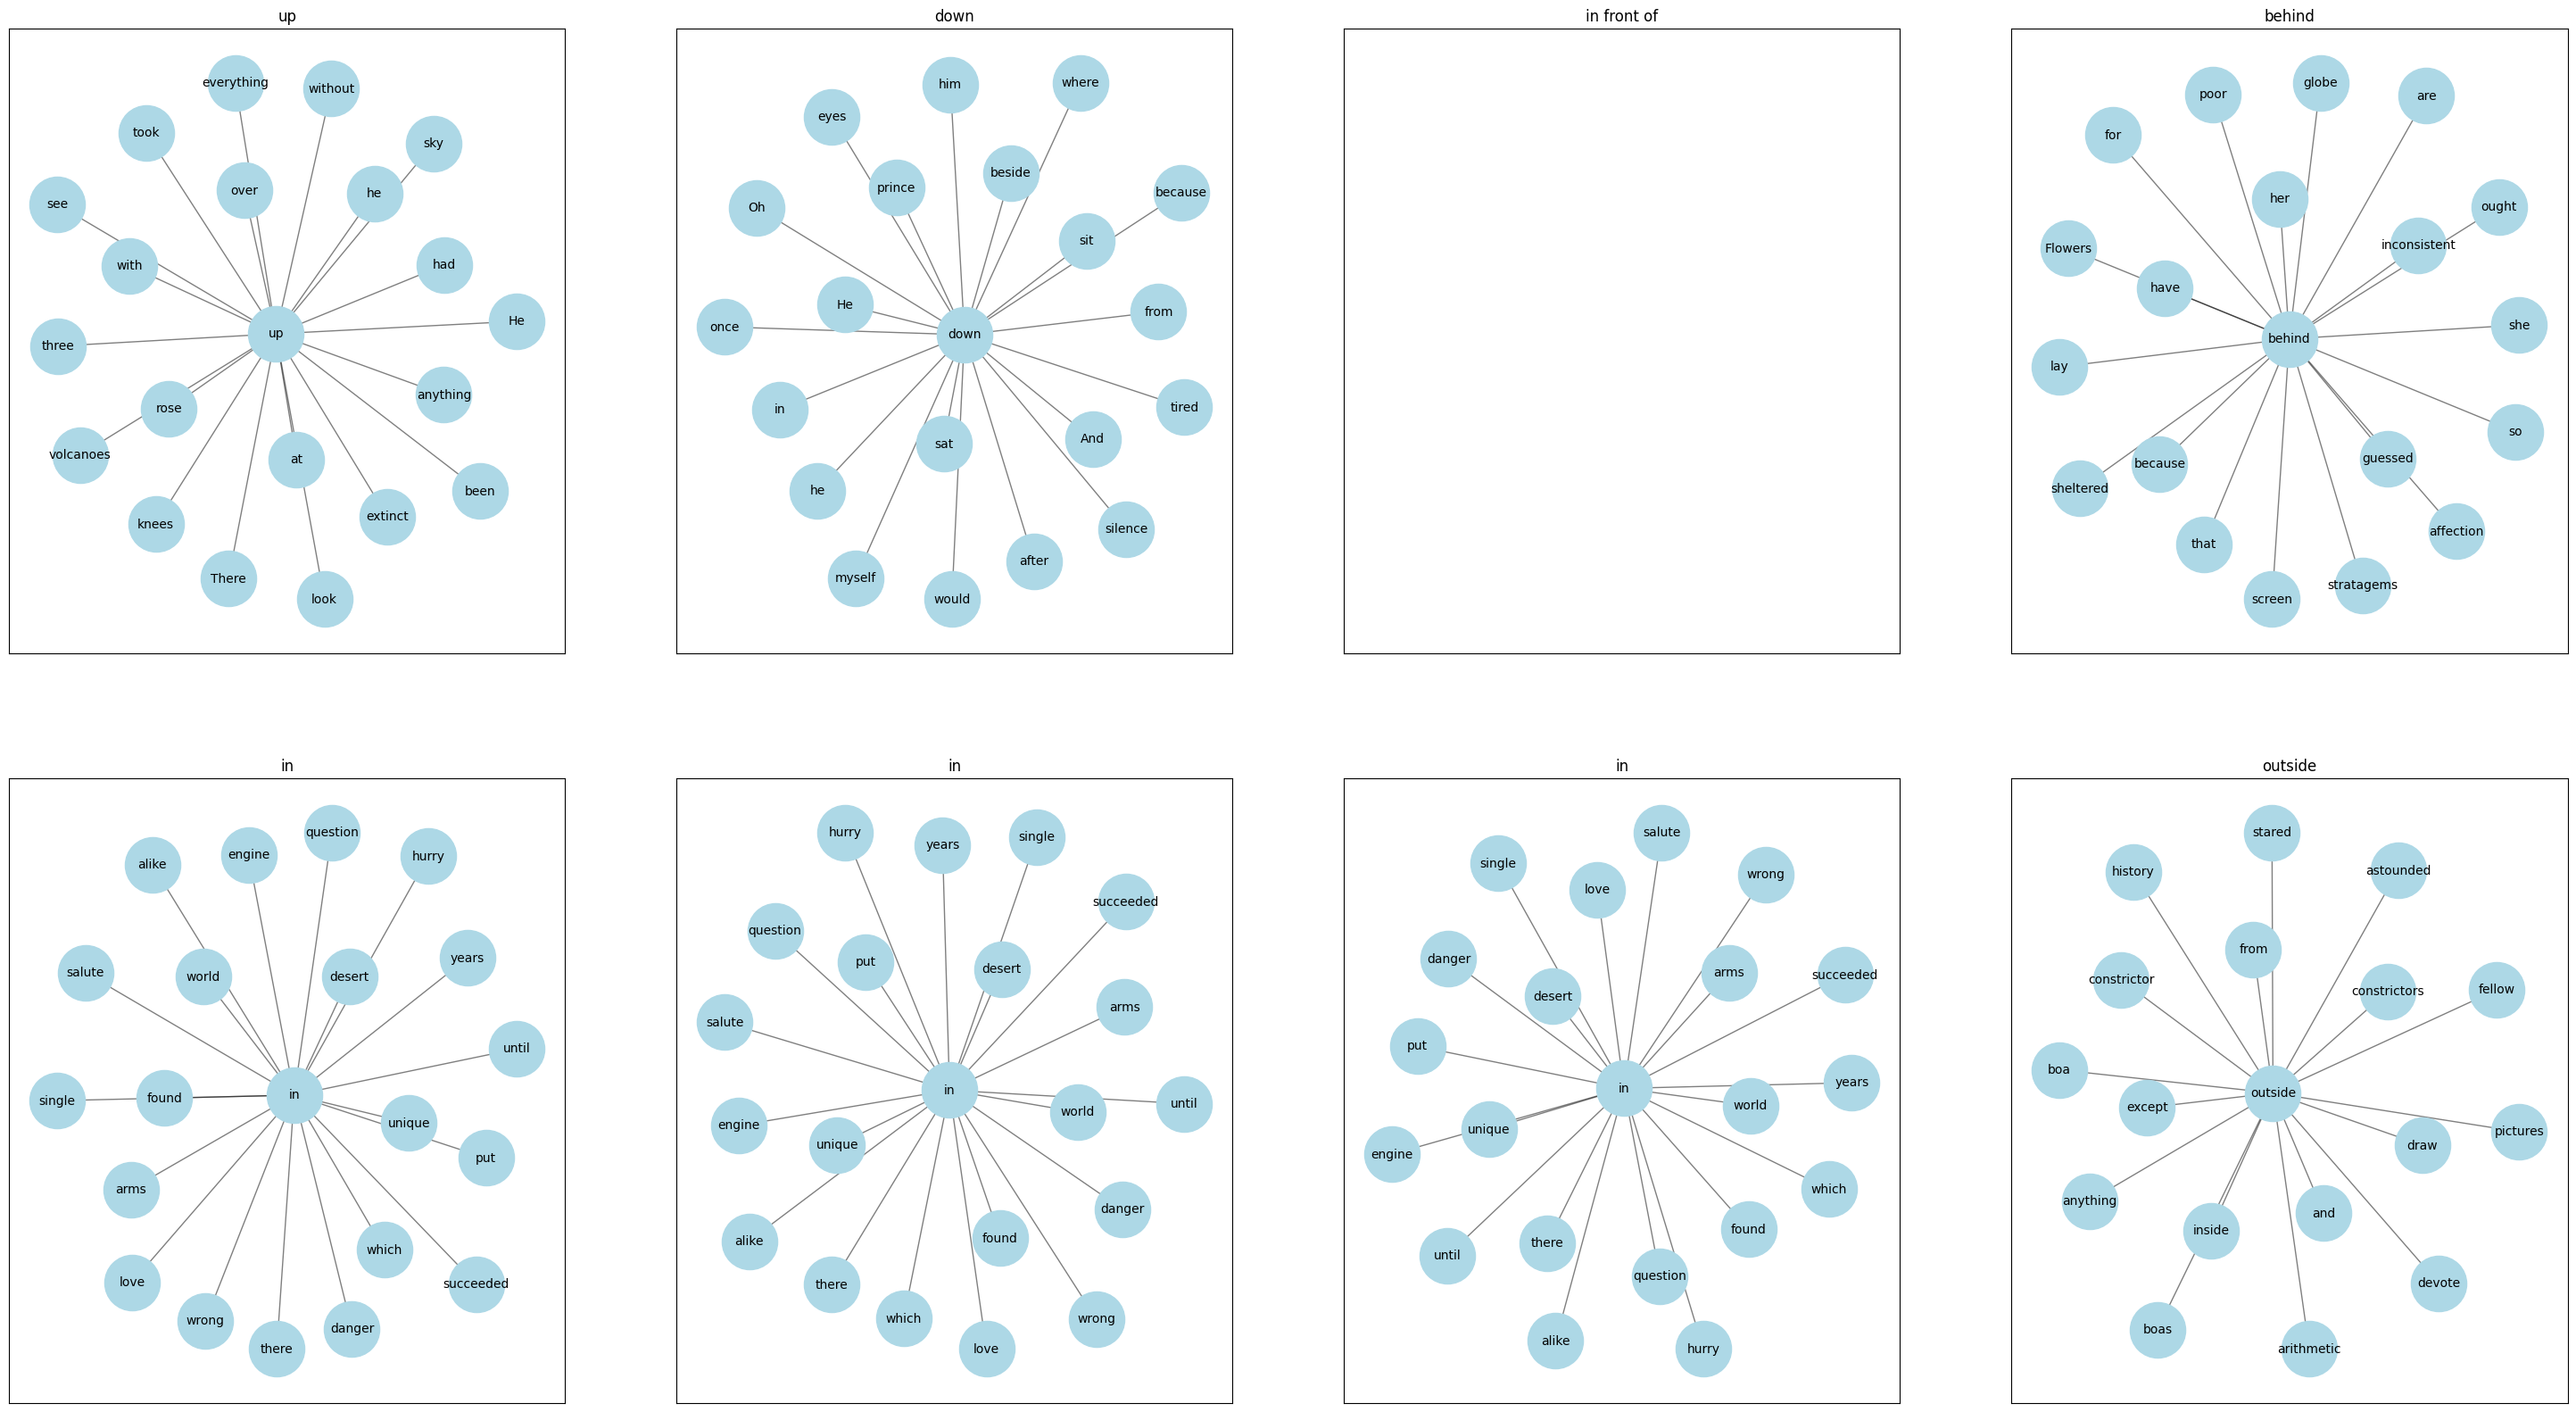 up
everything
without
took
sky
over
he
see
with
had
He
three
up
anything
rose
volcanoes
at
been
knees
extinct
There
look
down
him
where
eyes
beside
prince
because
Oh
sit
He
from
once
down
in
tired
And
sat
he
silence
after
myself
would
in front of
behind
globe
poor
are
for
her
ought
inconsistent
Flowers
have
she
behind
lay
so
guessed
because
sheltered
affection
that
stratagems
screen
in
question
engine
hurry
alike
years
salute
world
desert
until
in
found
single
unique
put
arms
which
love
succeeded
wrong
danger
there
in
hurry
single
years
succeeded
question
put
desert
arms
salute
in
until
world
engine
unique
danger
found
alike
there
which
wrong
love
in
salute
single
wrong
love
danger
arms
succeeded
desert
put
years
in
world
unique
engine
which
found
there
until
question
alike
hurry
outside
stared
history
astounded
from
constrictor
constrictors
fellow
boa
outside
except
pictures
draw
anything
and
inside
devote
boas
arithmetic